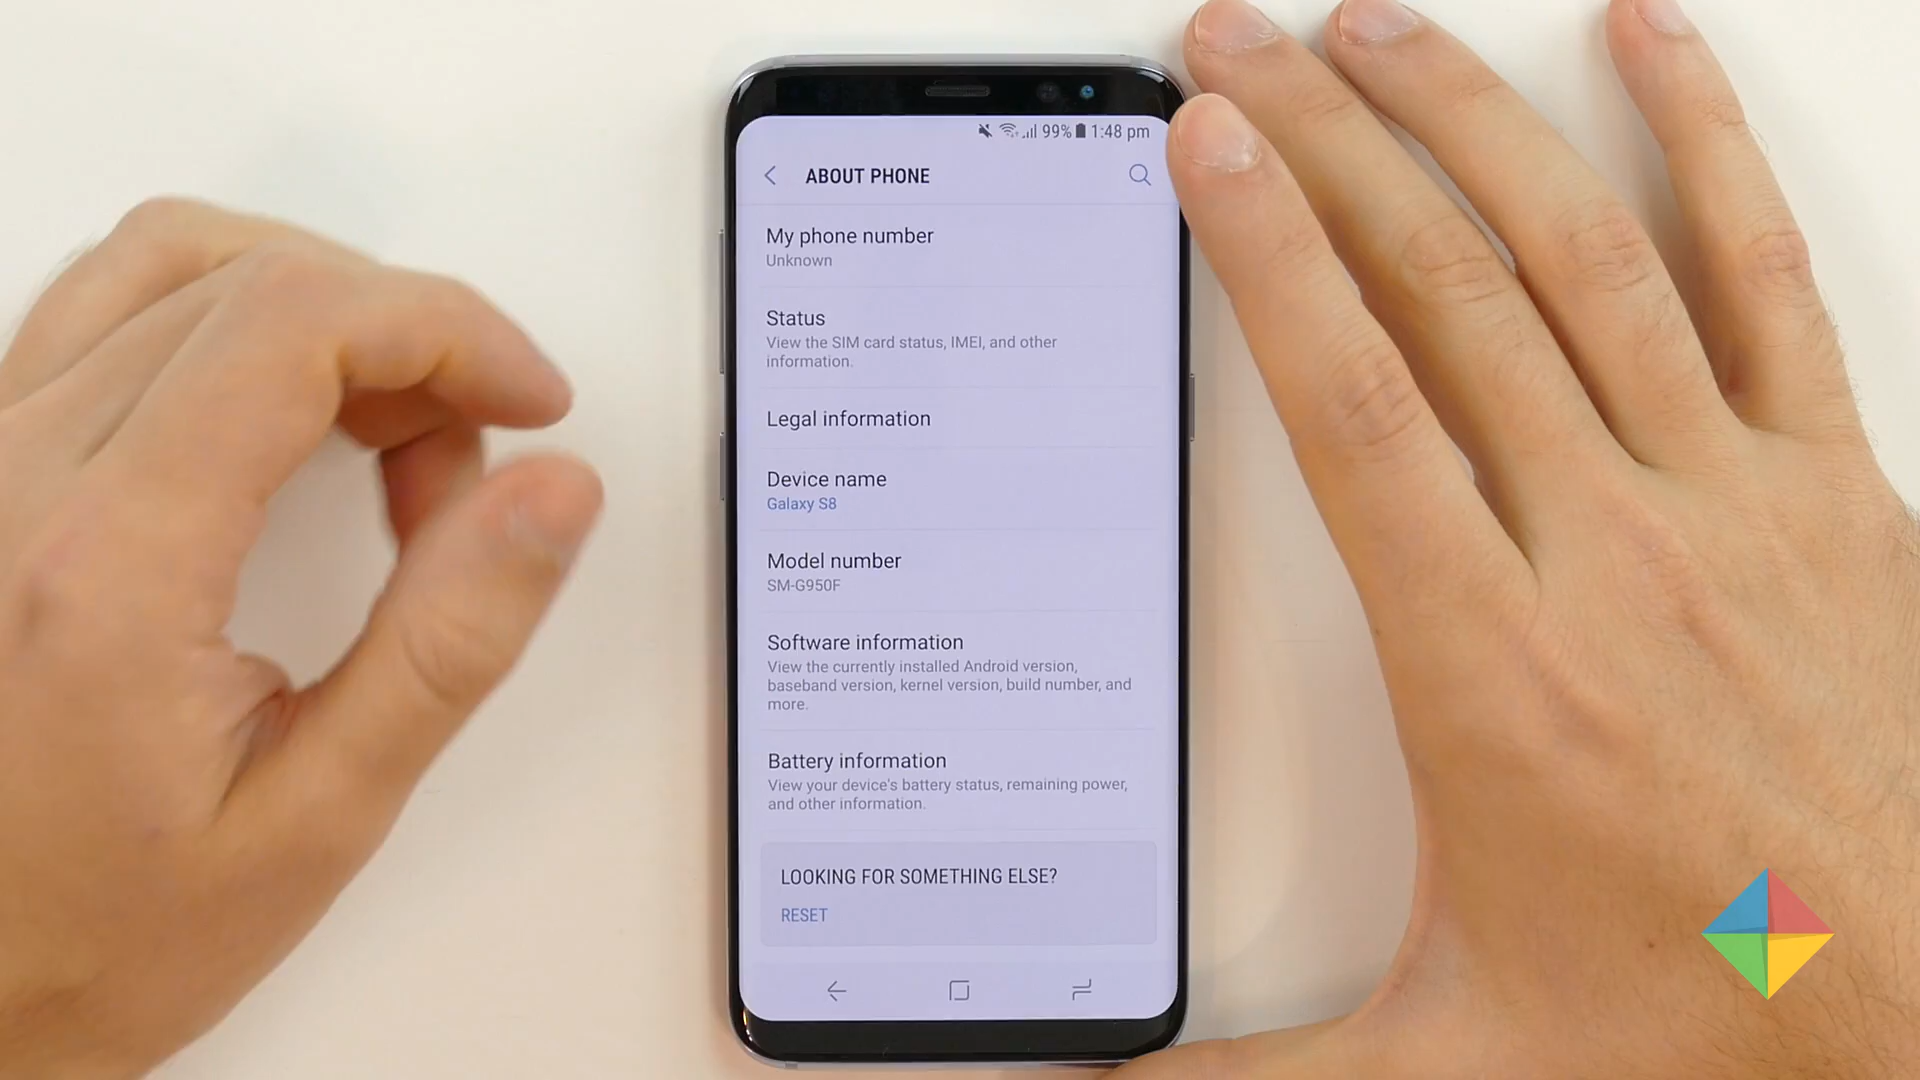 99% 1:48 pm
ABOUT PHONE
My phone number
Unknown
Status
View the SIM card status, IMEI, and other
information.
Legal information
Device name
Galaxy S8
Model number
SM-G950F
Software information
View the currently installed Android version,
baseband version, kernel version, build number, and
more.
Battery information
View your device's battery status, remaining power,
and other information.
LOOKING FOR SOMETHING ELSE?
RESET